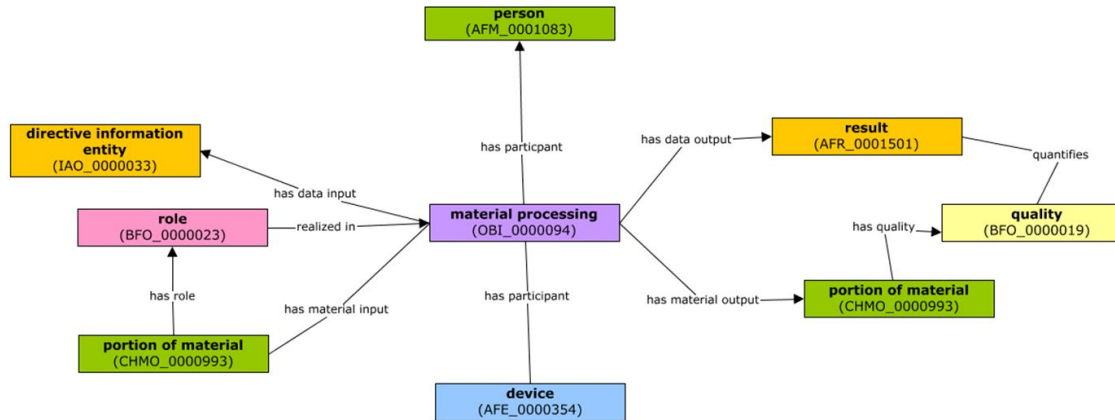 person
(AFM_0001083)
directive information
entity
(IAO_0000033)
has data output
result
(AFR_0001501)
has particpant
quantifies
has data input
role
(BFO_0000023)
realized in
material processing
(OBI_0000094)
has quality
quality
(BFO_0000019)
has role
has material input
has participant
has material output
portion of material
(CHMO_0000993)
portion of material
(CHMO_0000993)
device
(AFE_0000354)